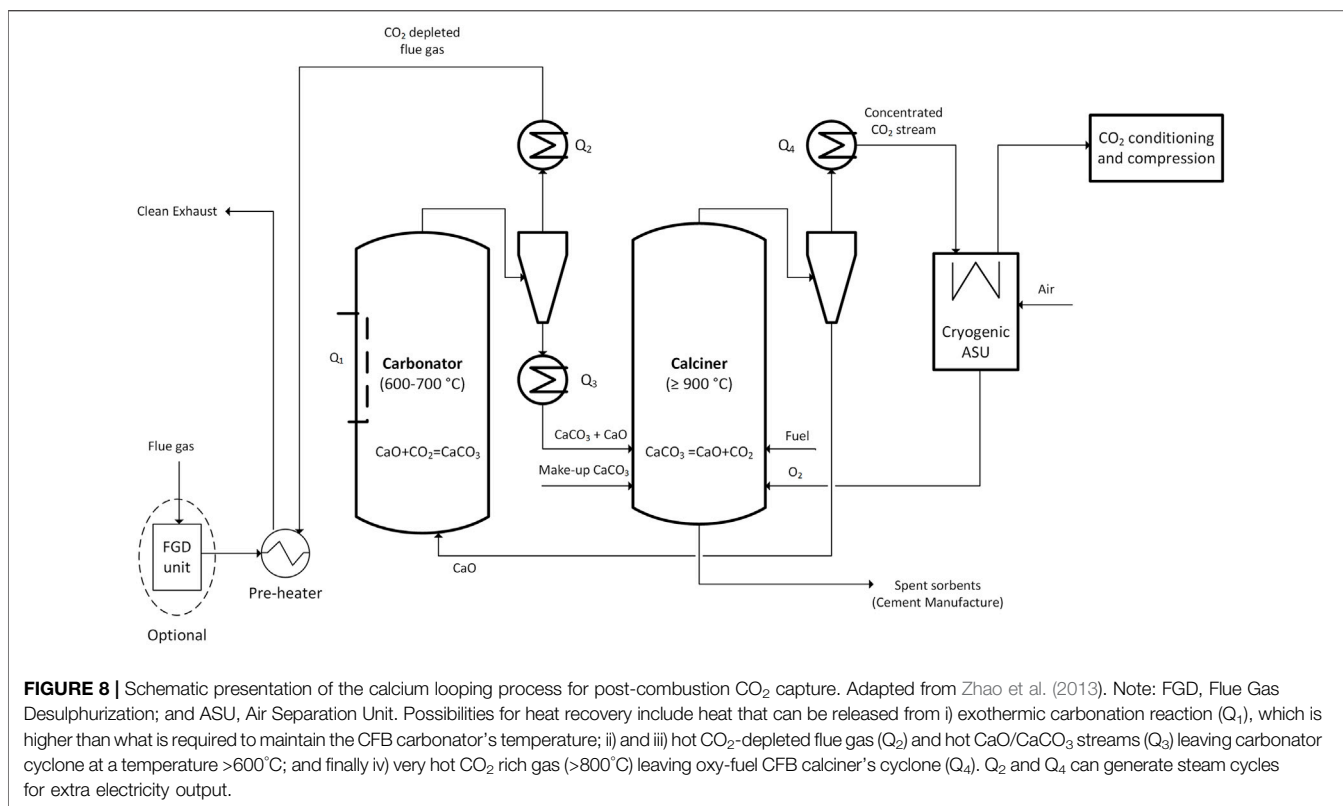 CO₂ depleted
flue gas
Q₂
Q₄
Concentrated
CO₂ stream
CO₂ conditioning
and compression
Clean Exhaust
Q₁
Carbonator
(600-700 °C)
CaO+CO₂=CaCO₃
Q₃
Calciner
(≥ 900 °C)
CaCO₃ =CaO+CO₂
Air
Cryogenic
ASU
CaCO₃ + CaO
Make-up CaCO₃
Fuel
O₂
Flue gas
FGD
unit
Optional
Pre-heater
CaO
Spent sorbents
(Cement Manufacture)
FIGURE 8 | Schematic presentation of the calcium looping process for post-combustion CO₂ capture. Adapted from Zhao et al. (2013). Note: FGD, Flue Gas
Desulphurization; and ASU, Air Separation Unit. Possibilities for heat recovery include heat that can be released from i) exothermic carbonation reaction (Q₁), which is
higher than what is required to maintain the CFB carbonator's temperature; ii) and iii) hot CO₂-depleted flue gas (Q₂) and hot CaO/CaCO₃ streams (Q₃) leaving carbonator
cyclone at a temperature >600°C; and finally iv) very hot CO₂ rich gas (>800°C) leaving oxy-fuel CFB calciner's cyclone (Q₄). Q₂ and Q₄ can generate steam cycles
for extra electricity output.